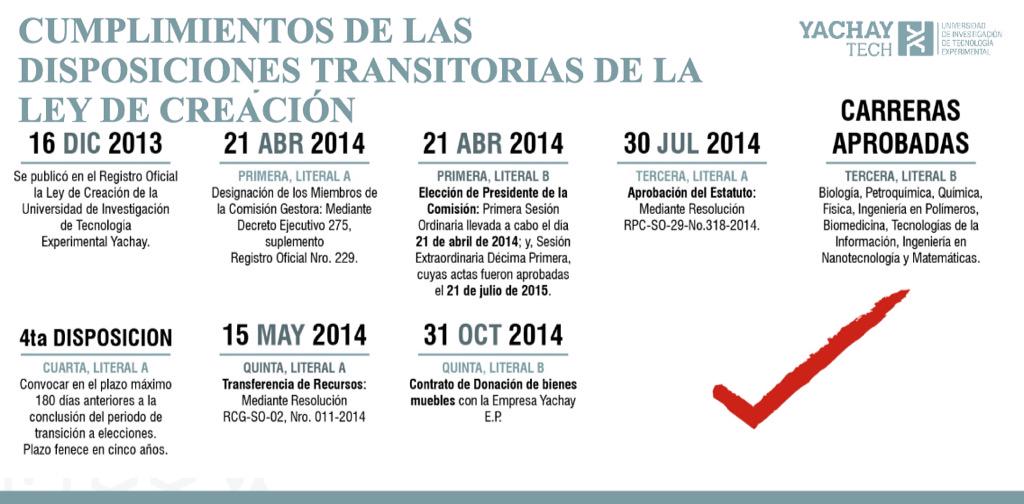 CUMPLIMIENTOS DE LAS
DISPOSICIONES TRANSITORIAS DE LA
LEY DE CREACIÓN
YACHAY
TECH
UNIVERSIDAD
DE INVESTIGACIÓN
DE TECNOLOGÍA
EXPERIMENTAL
16 DIC 2013
Se publicó en el Registro Oficial
la Ley de Creación de la
Universidad de Investigación
de Tecnología
Experimental Yachay.
21 ABR 2014
PRIMERA, LITERAL A
Designación de los Miembros de
la Comisión Gestora: Mediante
Decreto Ejecutivo 275,
suplemento
Registro Oficial Nro. 229.
21 ABR 2014
PRIMERA, LITERAL B
Elección de Presidente de la
Comisión: Primera Sesión
Ordinaria llevada a cabo el día
21 de abril de 2014; y, Sesión
Extraordinaria Décima Primera,
cuyas actas fueron aprobadas
el 21 de julio de 2015.
30 JUL 2014
TERCERA, LITERAL A
Aprobación del Estatuto:
Mediante Resolución
RPC-SO-29-No.318-2014.
CARRERAS
APROBADAS
TERCERA, LITERAL B
Biología, Petroquímica, Química,
Física, Ingeniería en Polímeros,
Biomedicina, Tecnologías de la
Información, Ingeniería en
Nanotecnología y Matemáticas.
4ta DISPOSICION
CUARTA, LITERAL A
Convocar en el plazo máximo
180 días anteriores a la
conclusión del periodo de
transición a elecciones.
Plazo fenece en cinco años.
15 MAY 2014
QUINTA, LITERAL A
Transferencia de Recursos:
Mediante Resolución
RCG-SO-02, Nro. 011-2014
31 OCT 2014
QUINTA, LITERAL B
Contrato de Donación de bienes
muebles con la Empresa Yachay
E.P.